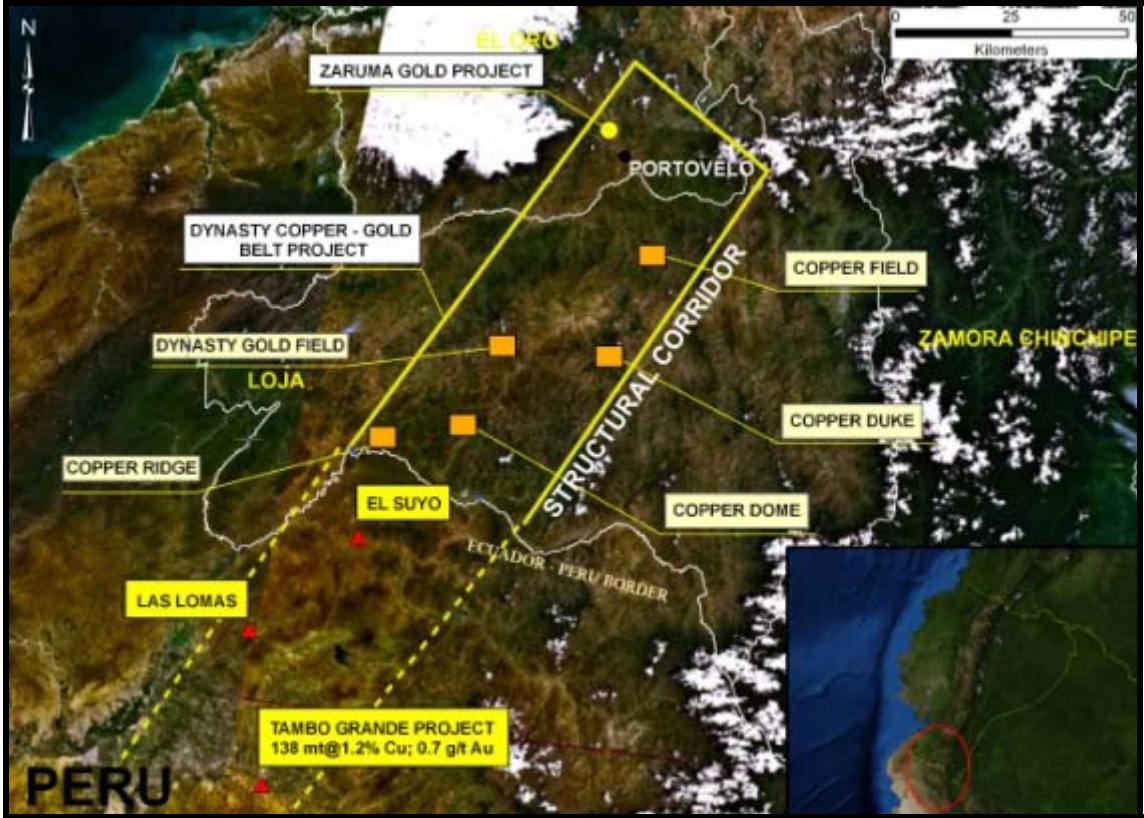 N
EL ORO
0 25 50
Kilometers
ZARUMA GOLD PROJECT
PORTOVELO
DYNASTY COPPER - GOLD
BELT PROJECT
COPPER FIELD
STRUCTURAL CORRIDOR
ZAMORA CHINCHIPE
DYNASTY GOLD FIELD
LOJA
COPPER DUKE
COPPER RIDGE
EL SUYO
COPPER DOME
ECUADOR - PERU BORDER
LAS LOMAS
TAMBO GRANDE PROJECT
138 mt@1.2% Cu; 0.7 g/t Au
PERU